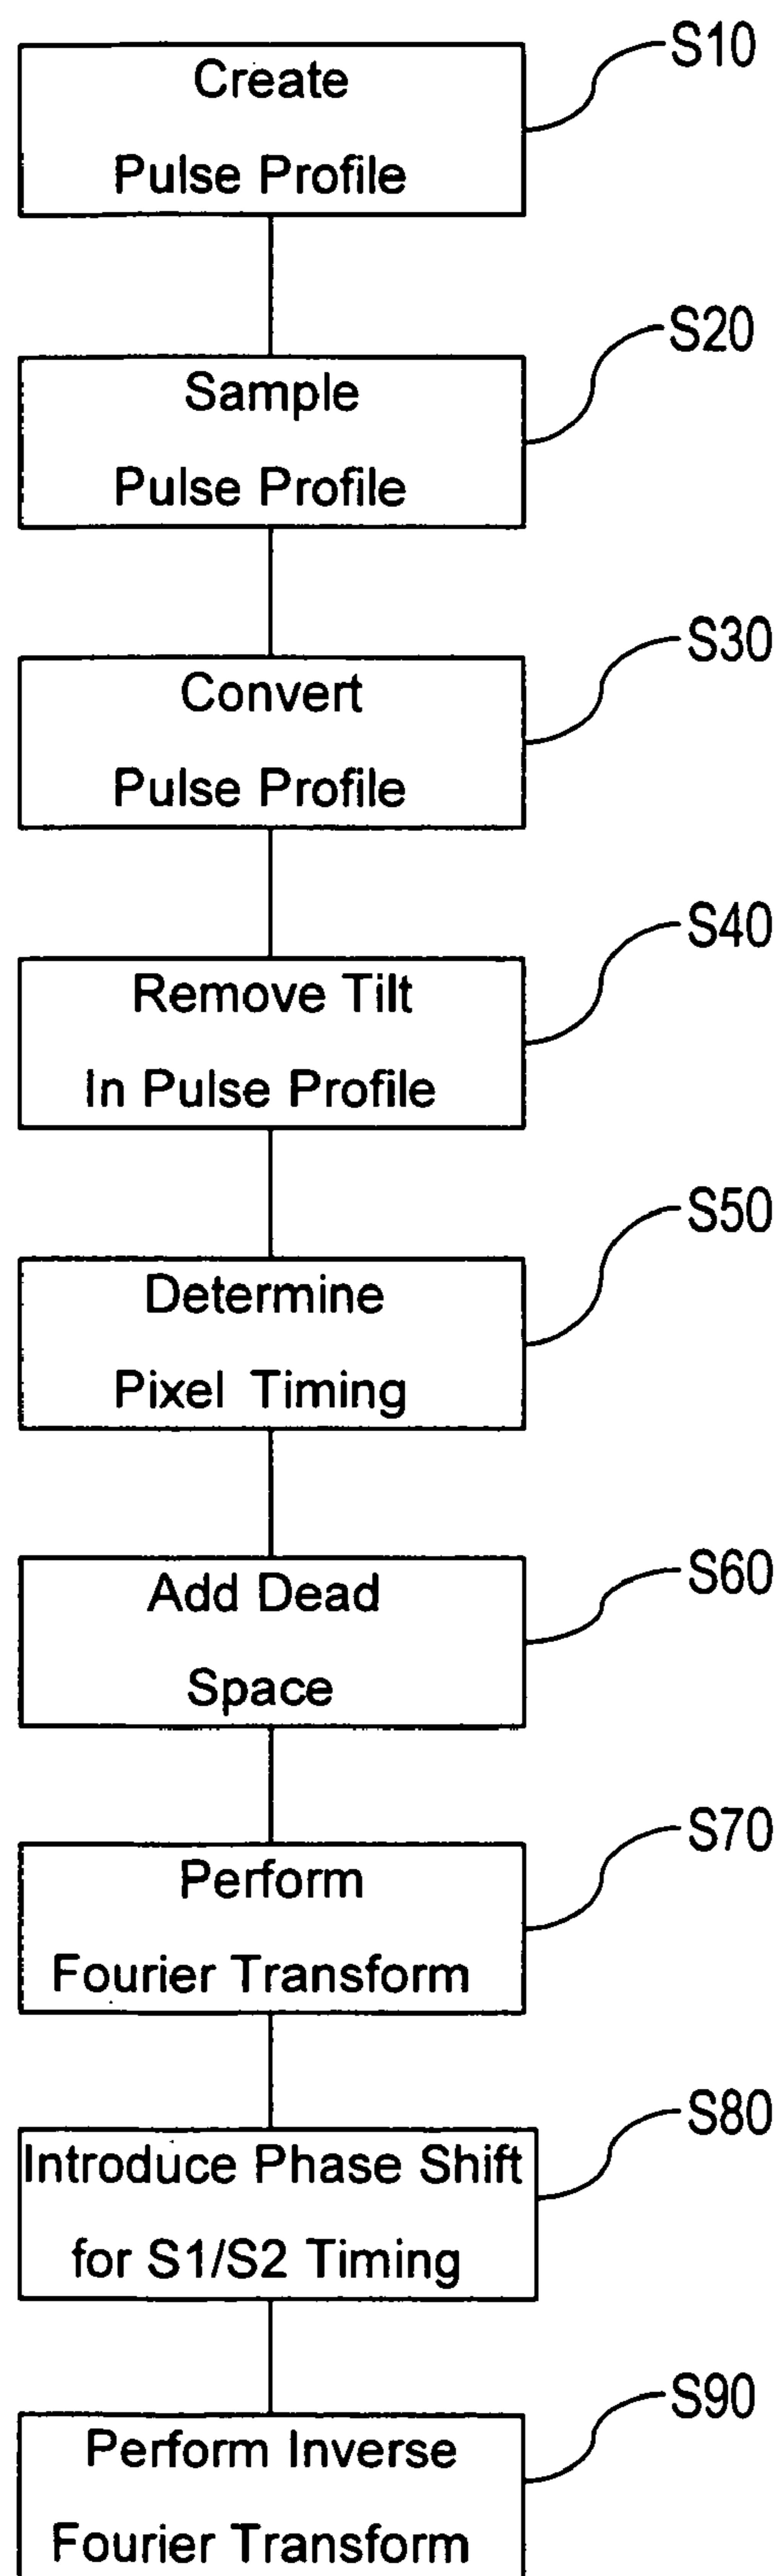 S10
Create
Pulse Profile
S20
Sample
Pulse Profile
S30
Convert
Pulse Profile
S40
Remove Tilt
In Pulse Profile
S50
Determine
Pixel Timing
S60
Add Dead
Space
S70
Perform
Fourier Transform
S80
Introduce Phase Shift
for S1/S2 Timing
S90
Perform Inverse
Fourier Transform